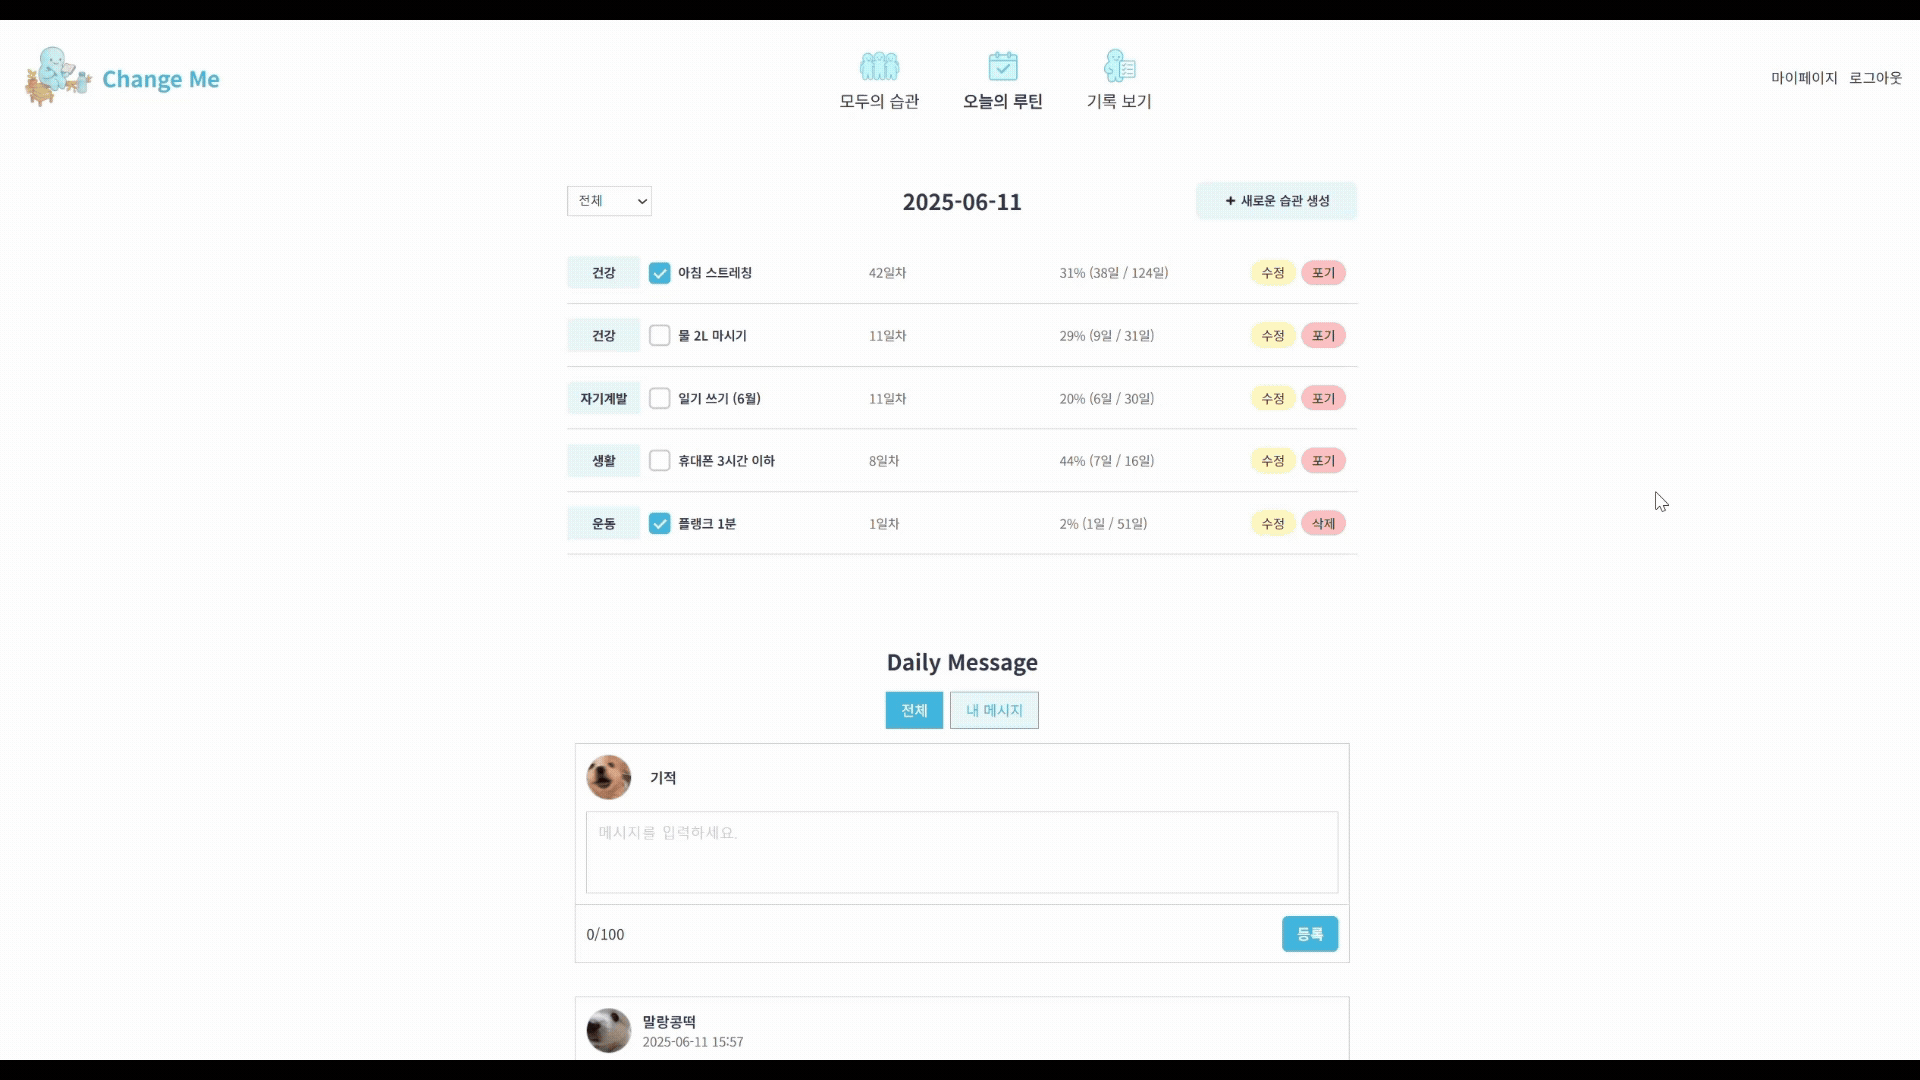 Change Me
모두의 습관
오늘의 루틴
기록 보기
마이페이지 로그아웃
전체
2025-06-11
+ 새로운 습관 생성
건강 아침 스트레칭 42일차 31% (38일 / 124일) 수정 포기
건강 물 2L 마시기 11일차 29% (9일 / 31일) 수정 포기
자기계발 일기 쓰기 (6월) 11일차 20% (6일 / 30일) 수정 포기
생활 휴대폰 3시간 이하 8일차 44% (7일 / 16일) 수정 포기
운동 플랭크 1분 1일차 2% (1일 / 51일) 수정 삭제
Daily Message
전체 내 메시지
기적
메시지를 입력하세요.
0/100
등록
말랑콩떡
2025-06-11 15:57